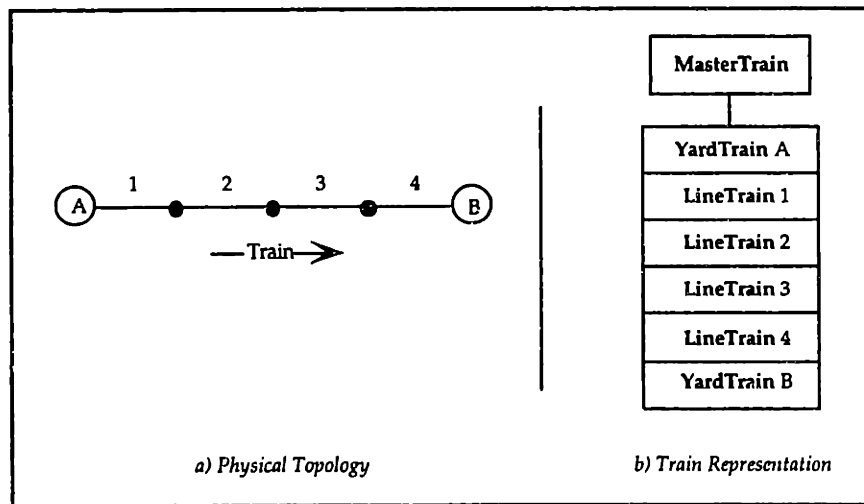 A 1 2 3 4 B
Train
a) Physical Topology
MasterTrain
YardTrain A
LineTrain 1
LineTrain 2
LineTrain 3
LineTrain 4
YardTrain B
b) Train Representation